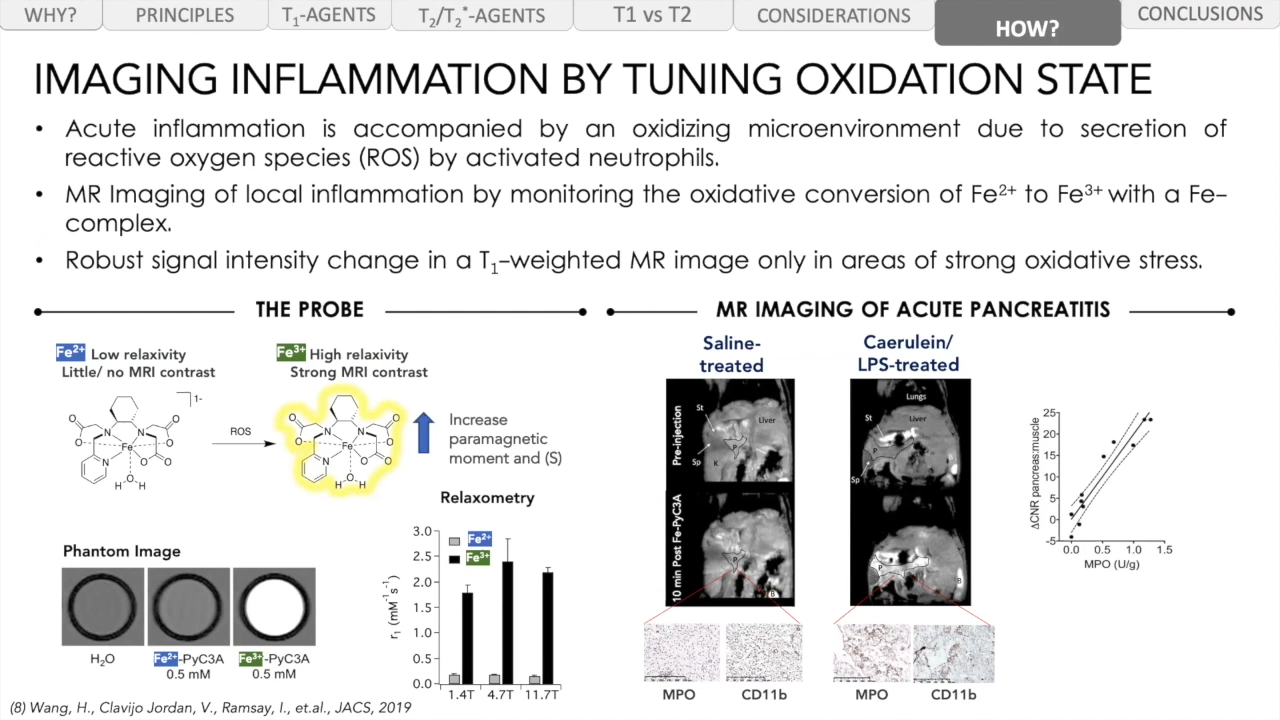 WHY?
PRINCIPLES
T₁-AGENTS
T₂/T₂*-AGENTS
T1 vs T2
CONSIDERATIONS
HOW?
CONCLUSIONS
IMAGING INFLAMMATION BY TUNING OXIDATION STATE
• Acute inflammation is accompanied by an oxidizing microenvironment due to secretion of
reactive oxygen species (ROS) by activated neutrophils.
• MR Imaging of local inflammation by monitoring the oxidative conversion of Fe²⁺ to Fe³⁺ with a Fe–
complex.
• Robust signal intensity change in a T₁–weighted MR image only in areas of strong oxidative stress.
THE PROBE
Fe²⁺ Low relaxivity
Little/ no MRI contrast
Fe³⁺ High relaxivity
Strong MRI contrast
1-
O
O
O
O
N
N
Fe
N
O
O
O
H
H
ROS
O
O
O
O
N
N
Fe
N
O
O
O
H
H
Increase
paramagnetic
moment and (S)
Phantom Image
H₂O
Fe²⁺-PyC3A
0.5 mM
Fe³⁺-PyC3A
0.5 mM
Relaxometry
r₁ (mM⁻¹s⁻¹)
3.0
2.5
2.0
1.5
1.0
0.5
0.0
Fe²⁺
Fe³⁺
1.4T
4.7T
11.7T
MR IMAGING OF ACUTE PANCREATITIS
Saline-
treated
Caerulein/
LPS-treated
Pre-injection
10 min Post Fe-PyC3A
St
Liver
P
Sp
K
P
B
Lungs
St
Liver
P
Sp
P
B
MPO
CD11b
MPO
CD11b
ΔCNR pancreas:muscle
25
20
15
10
5
0
-5
0.0
0.5
1.0
1.5
MPO (U/g)
(8) Wang, H., Clavijo Jordan, V., Ramsay, I., et.al., JACS, 2019